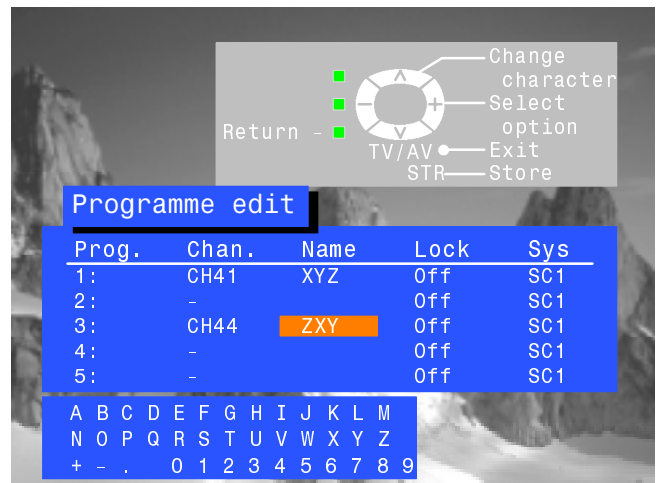 Change
character
Select
option
Return -
TV/AV
Exit
STR
Store
Programme edit
Prog. Chan. Name Lock Sys
1: CH41 XYZ Off SC1
2: - Off SC1
3: CH44 ZXY Off SC1
4: - Off SC1
5: - Off SC1
A B C D E F G H I J K L M
N O P Q R S T U V W X Y Z
+ - . 0 1 2 3 4 5 6 7 8 9